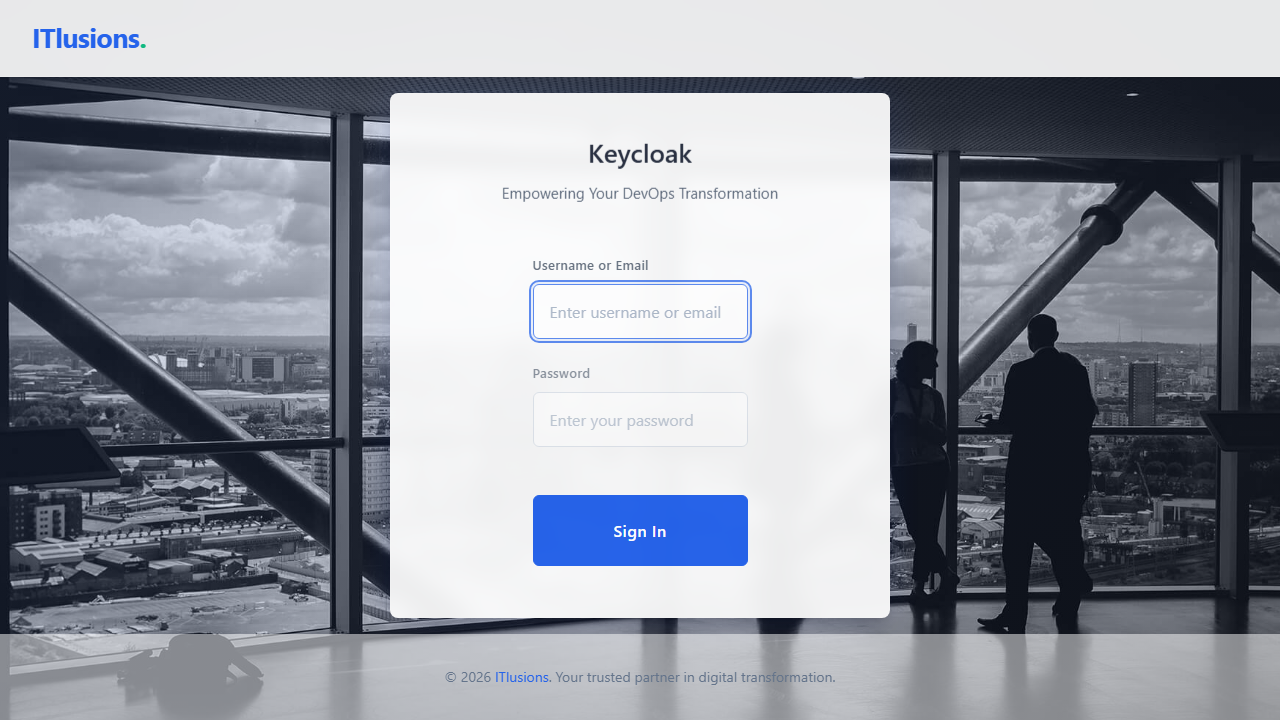 ITlusions.
Keycloak
Empowering Your DevOps Transformation
Username or Email
Enter username or email
Password
Enter your password
Sign In
© 2026 ITlusions. Your trusted partner in digital transformation.